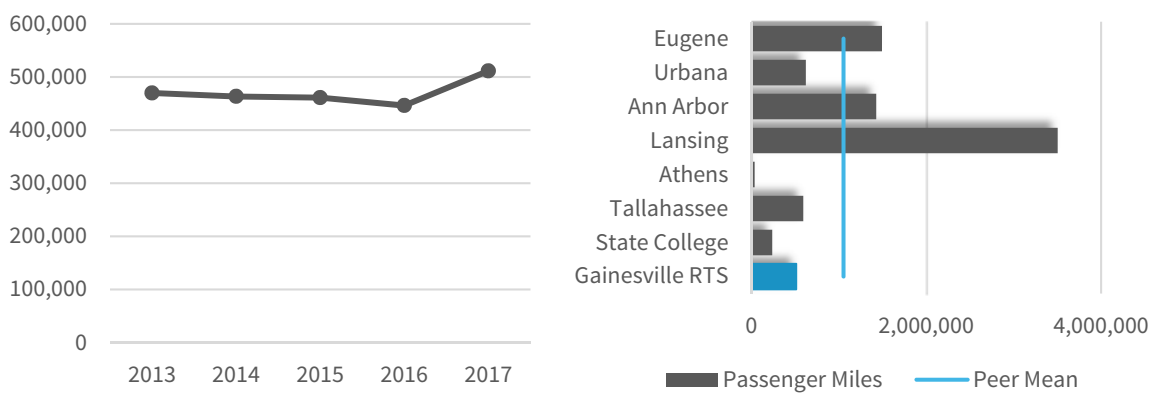 600,000
500,000
400,000
300,000
200,000
100,000
0
2013 2014 2015 2016 2017
Eugene
Urbana
Ann Arbor
Lansing
Athens
Tallahassee
State College
Gainesville RTS
0 2,000,000 4,000,000
Passenger Miles Peer Mean